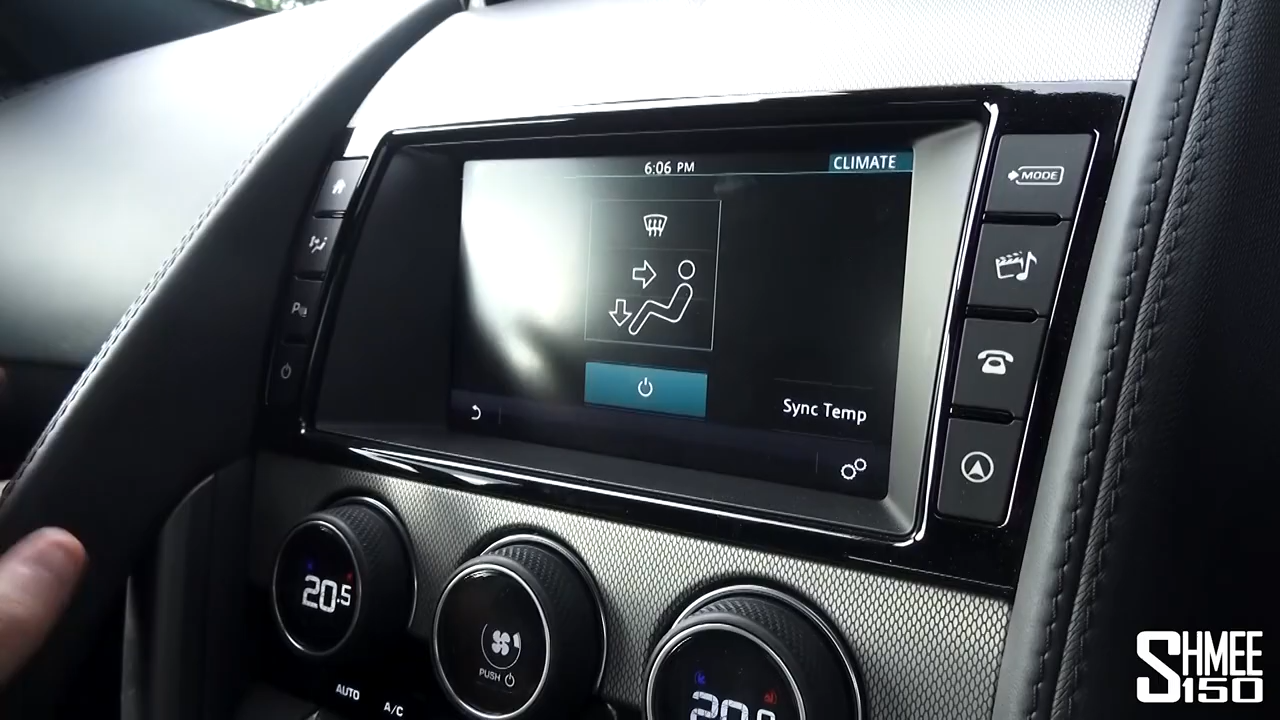 6:06 PM
CLIMATE
MODE
P
Sync Temp
20.5
PUSH
AUTO
A/C
SHMEE
150